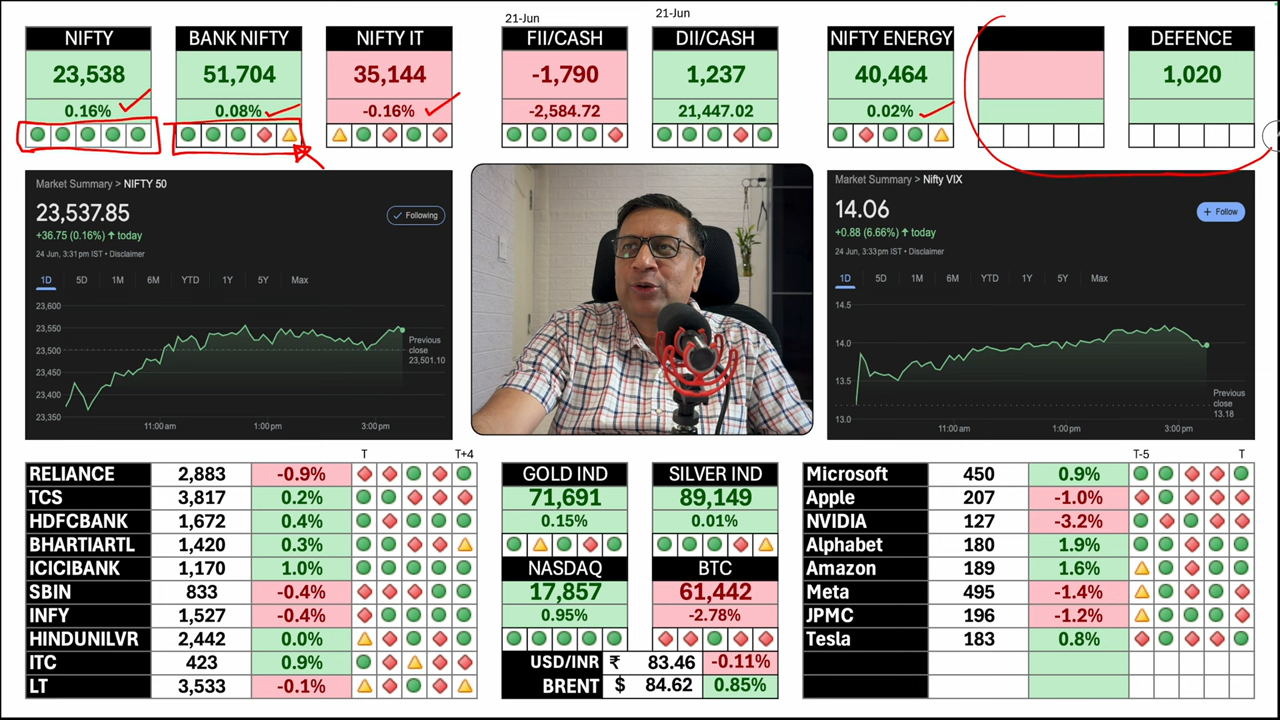 21-Jun
21-Jun
NIFTY
BANK NIFTY
NIFTY IT
FII/CASH
DII/CASH
NIFTY ENERGY
DEFENCE
23,538
51,704
35,144
-1,790
1,237
40,464
1,020
0.16%
0.08%
-0.16%
-2,584.72
21,447.02
0.02%
Market Summary > NIFTY 50
23,537.85
Following
+36.75 (0.16%) ↑ today
24 Jun, 3:31 pm IST • Disclaimer
1D 5D 1M 6M YTD 1Y 5Y Max
23,600
23,550
23,500
23,450
23,400
23,350
Previous
close
23,501.10
11:00 am 1:00 pm 3:00 pm
Market Summary > Nifty VIX
14.06
+ Follow
+0.88 (6.66%) ↑ today
24 Jun, 3:33 pm IST • Disclaimer
1D 5D 1M 6M YTD 1Y 5Y Max
14.5
14.0
13.5
13.0
Previous
close
13.18
11:00 am 1:00 pm 3:00 pm
T T+4
RELIANCE 2,883 -0.9%
TCS 3,817 0.2%
HDFCBANK 1,672 0.4%
BHARTIARTL 1,420 0.3%
ICICIBANK 1,170 1.0%
SBIN 833 -0.4%
INFY 1,527 -0.4%
HINDUNILVR 2,442 0.0%
ITC 423 0.9%
LT 3,533 -0.1%
GOLD IND
71,691
0.15%
SILVER IND
89,149
0.01%
NASDAQ
17,857
0.95%
BTC
61,442
-2.78%
USD/INR ₹ 83.46 -0.11%
BRENT $ 84.62 0.85%
T-5 T
Microsoft 450 0.9%
Apple 207 -1.0%
NVIDIA 127 -3.2%
Alphabet 180 1.9%
Amazon 189 1.6%
Meta 495 -1.4%
JPMC 196 -1.2%
Tesla 183 0.8%